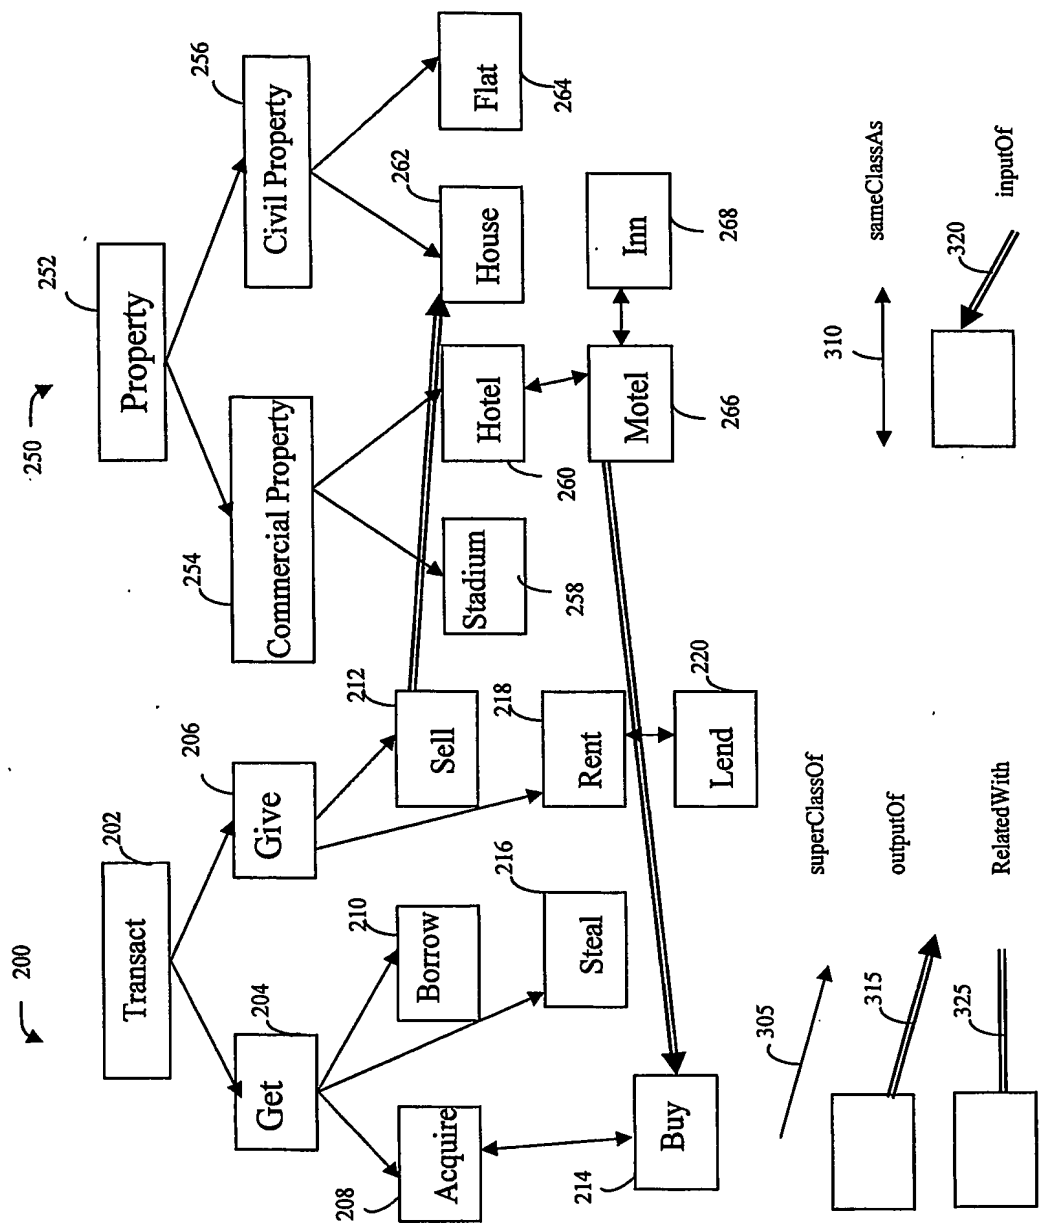 200
250
Transact
202
Property
252
Get
204
Give
206
Commercial Property
254
Civil Property
256
Acquire
208
Borrow
210
Sell
212
Stadium
258
Hotel
260
House
262
Flat
264
Buy
214
Steal
216
Rent
218
Lend
220
Motel
266
Inn
268
305
superClassOf
310
sameClassAs
315
outputOf
320
inputOf
325
RelatedWith